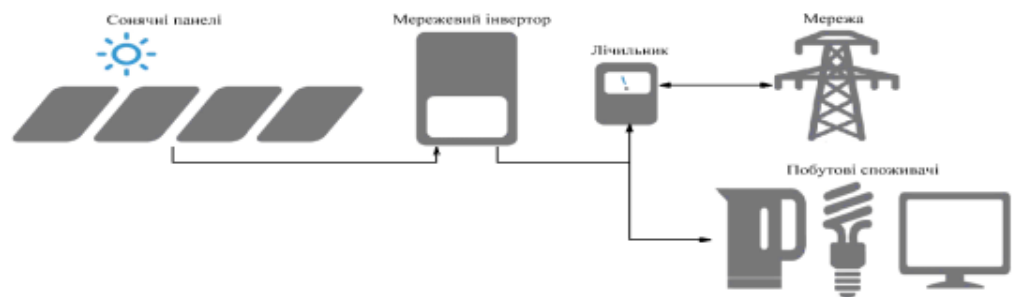 Сонячні панелі
Мережевий інвертор
Лічильник
Мережа
Побутові споживачі